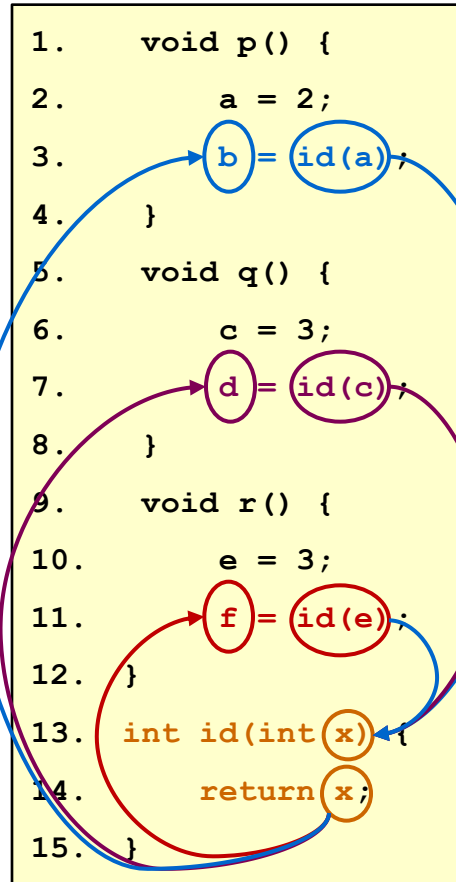 1. void p() {
2. a = 2;
3. b = id(a);
4. }
5. void q() {
6. c = 3;
7. d = id(c);
8. }
9. void r() {
10. e = 3;
11. f = id(e);
12. }
13. int id(int x) {
14. return x;
15. }